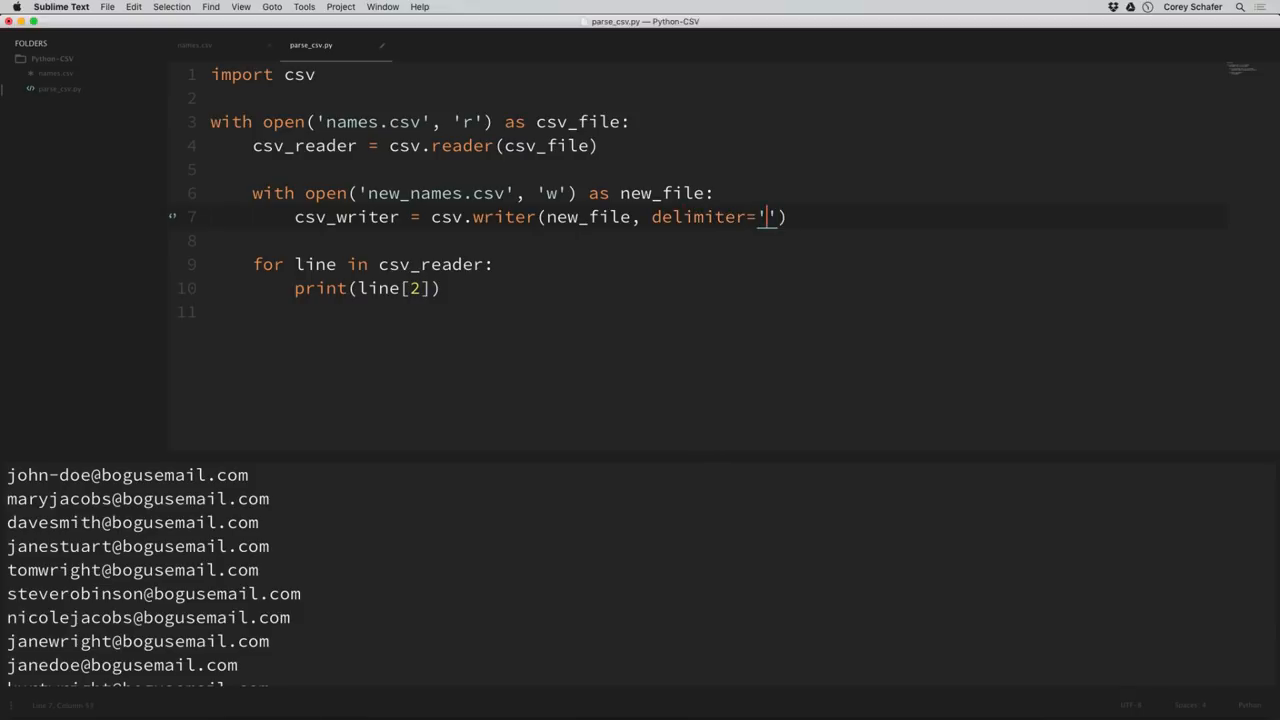 Sublime Text File Edit Selection Find View Goto Tools Project Window Help Corey Schafer
parse_csv.py — Python-CSV
FOLDERS
Python-CSV
names.csv
parse_csv.py
names.csv parse_csv.py
1 import csv
2
3 with open('names.csv', 'r') as csv_file:
4 csv_reader = csv.reader(csv_file)
5
6 with open('new_names.csv', 'w') as new_file:
7 csv_writer = csv.writer(new_file, delimiter='')
8
9 for line in csv_reader:
10 print(line[2])
11
john-doe@bogusemail.com
maryjacobs@bogusemail.com
davesmith@bogusemail.com
janestuart@bogusemail.com
tomwright@bogusemail.com
steverobinson@bogusemail.com
nicolejacobs@bogusemail.com
janewright@bogusemail.com
janedoe@bogusemail.com
Line 7, Column 53 UTF-8 Spaces: 4 Python